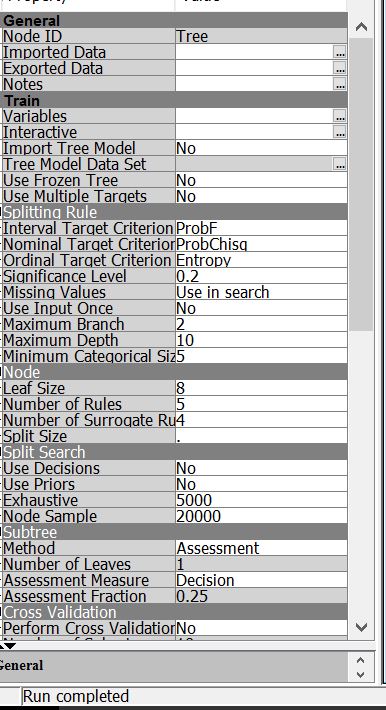 General
Node ID Tree
Imported Data ...
Exported Data ...
Notes ...
Train
Variables ...
Interactive ...
Import Tree Model No
Tree Model Data Set ...
Use Frozen Tree No
Use Multiple Targets No
Splitting Rule
Interval Target Criterion ProbF
Nominal Target Criterion ProbChisq
Ordinal Target Criterion Entropy
Significance Level 0.2
Missing Values Use in search
Use Input Once No
Maximum Branch 2
Maximum Depth 10
Minimum Categorical Siz 5
Node
Leaf Size 8
Number of Rules 5
Number of Surrogate Ru 4
Split Size .
Split Search
Use Decisions No
Use Priors No
Exhaustive 5000
Node Sample 20000
Subtree
Method Assessment
Number of Leaves 1
Assessment Measure Decision
Assessment Fraction 0.25
Cross Validation
Perform Cross Validation No
General
Run completed